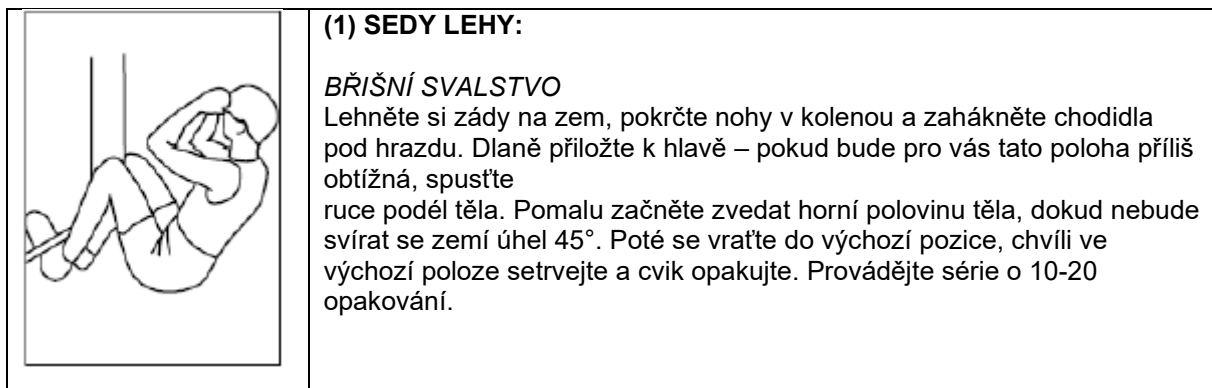 (1) SEDY LEHY:
BŘIŠNÍ SVALSTVO
Lehněte si zády na zem, pokrčte nohy v kolenou a zahákněte chodidla
pod hrazdu. Dlaně přiložte k hlavě – pokud bude pro vás tato poloha příliš
obtížná, spusťte
ruce podél těla. Pomalu začněte zvedat horní polovinu těla, dokud nebude
svírat se zemí úhel 45°. Poté se vraťte do výchozí pozice, chvíli ve
výchozí poloze setrvejte a cvik opakujte. Provádějte série o 10-20
opakování.